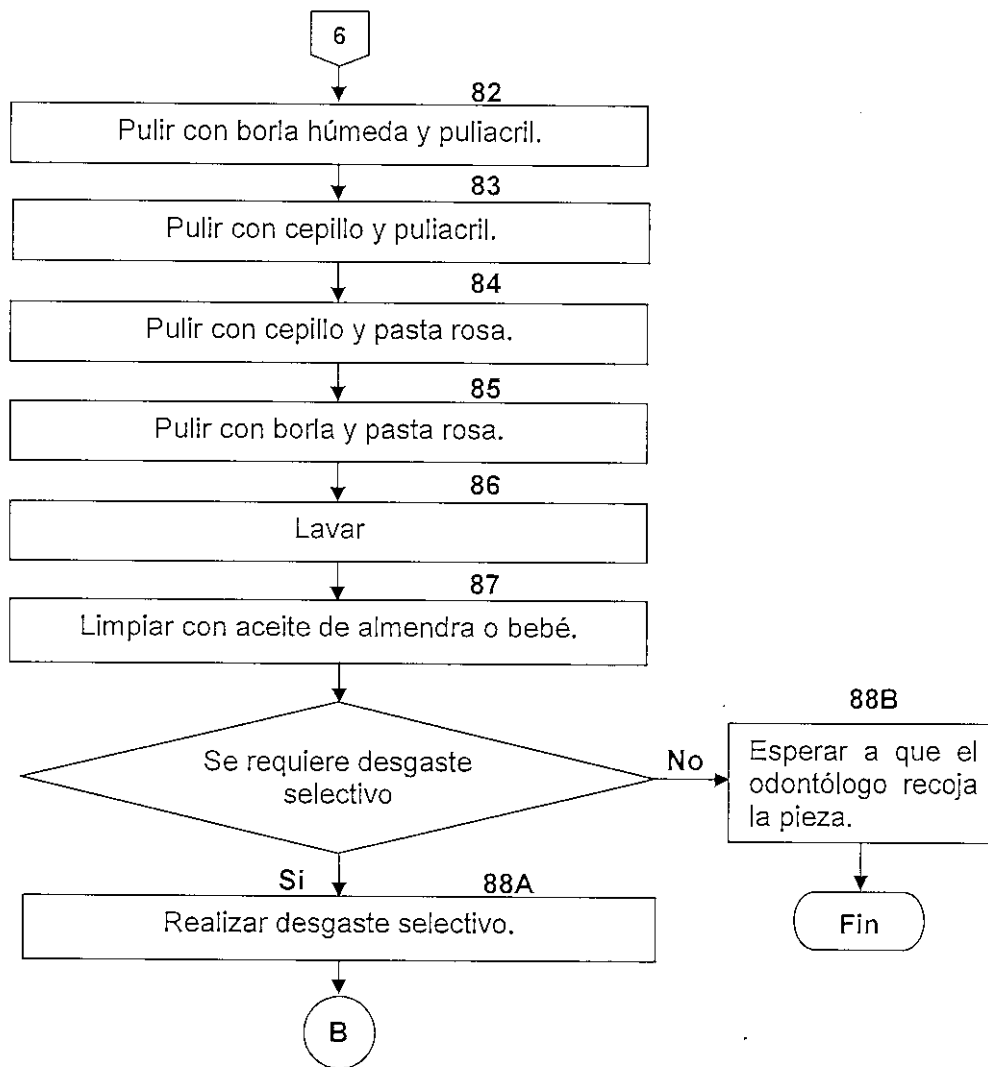 6
82
Pulir con borla húmeda y puliacril.
83
Pulir con cepillo y puliacril.
84
Pulir con cepillo y pasta rosa.
85
Pulir con borla y pasta rosa.
86
Lavar
87
Limpiar con aceite de almendra o bebé.
Se requiere desgaste
selectivo
No
88B
Esperar a que el
odontólogo recoja
la pieza.
Fin
Si
88A
Realizar desgaste selectivo.
B